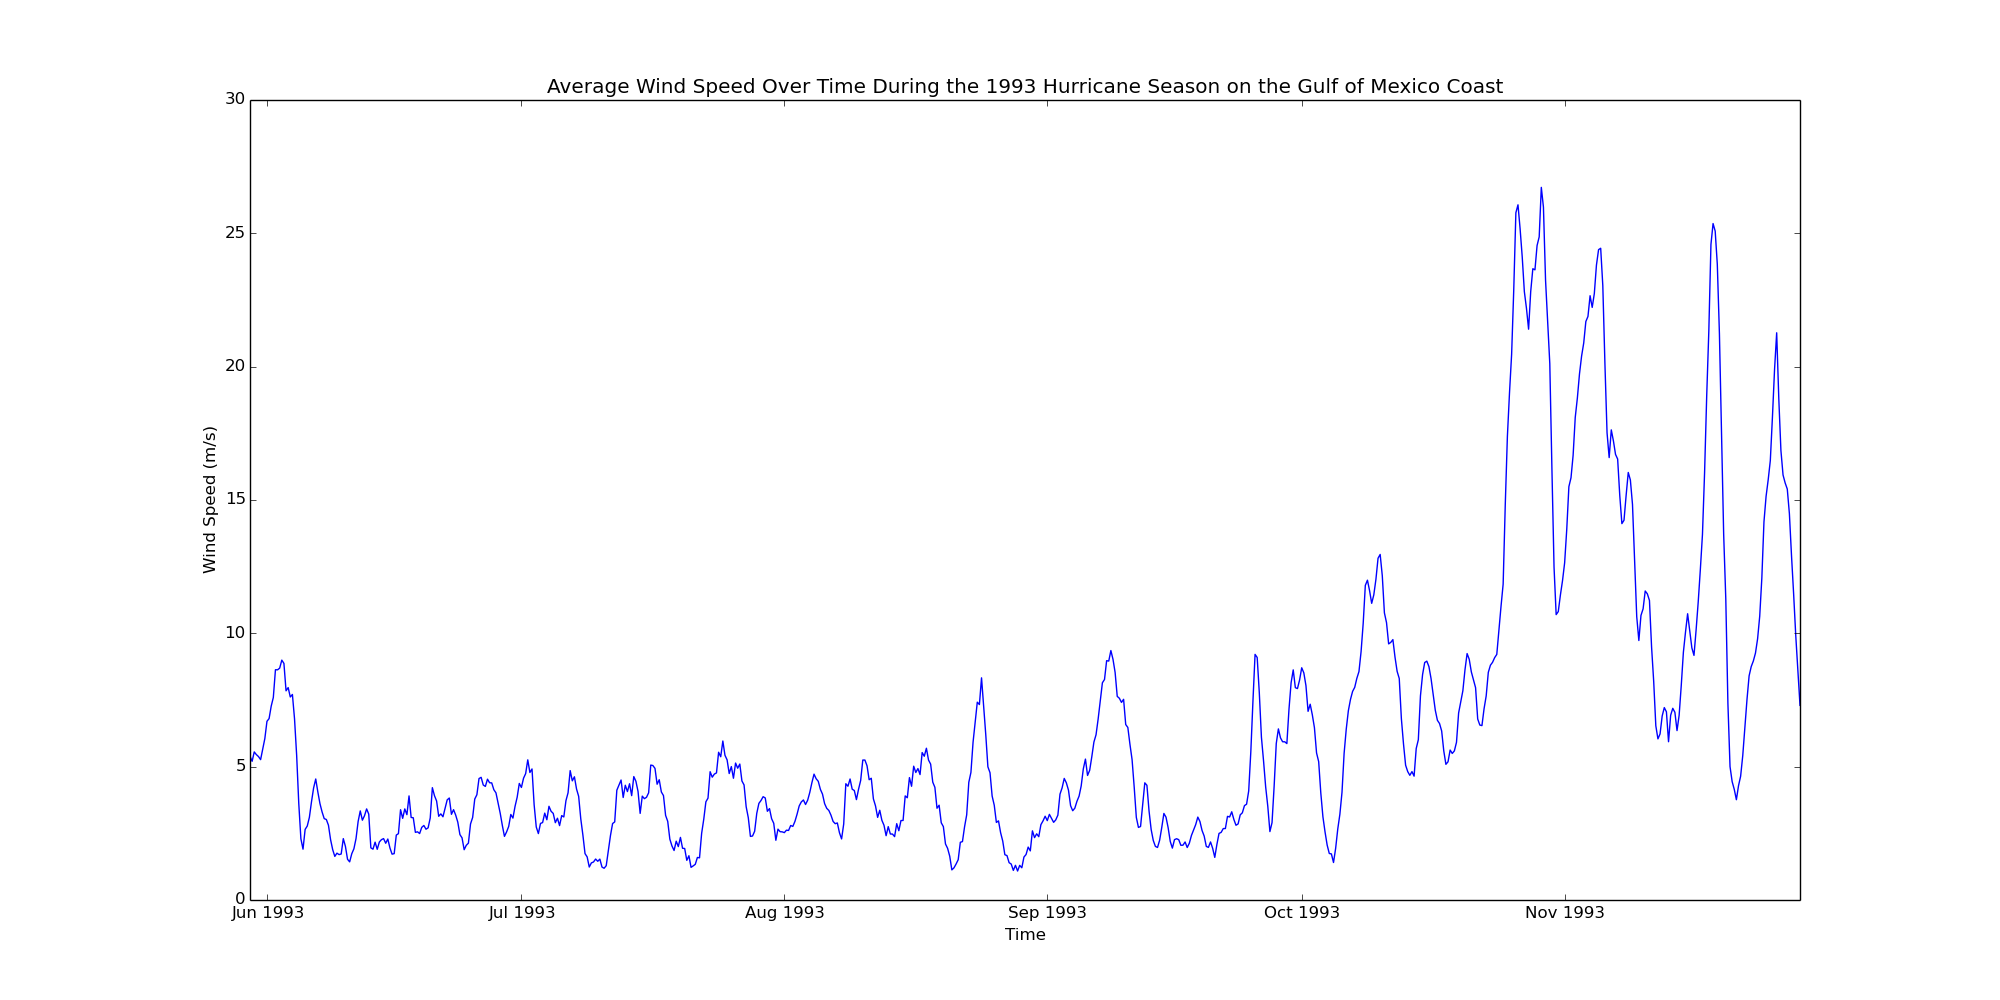 Average Wind Speed Over Time During the 1993 Hurricane Season on the Gulf of Mexico Coast
30
25
20
15
10
5
0
Wind Speed (m/s)
Jun 1993 Jul 1993 Aug 1993 Sep 1993 Oct 1993 Nov 1993
Time